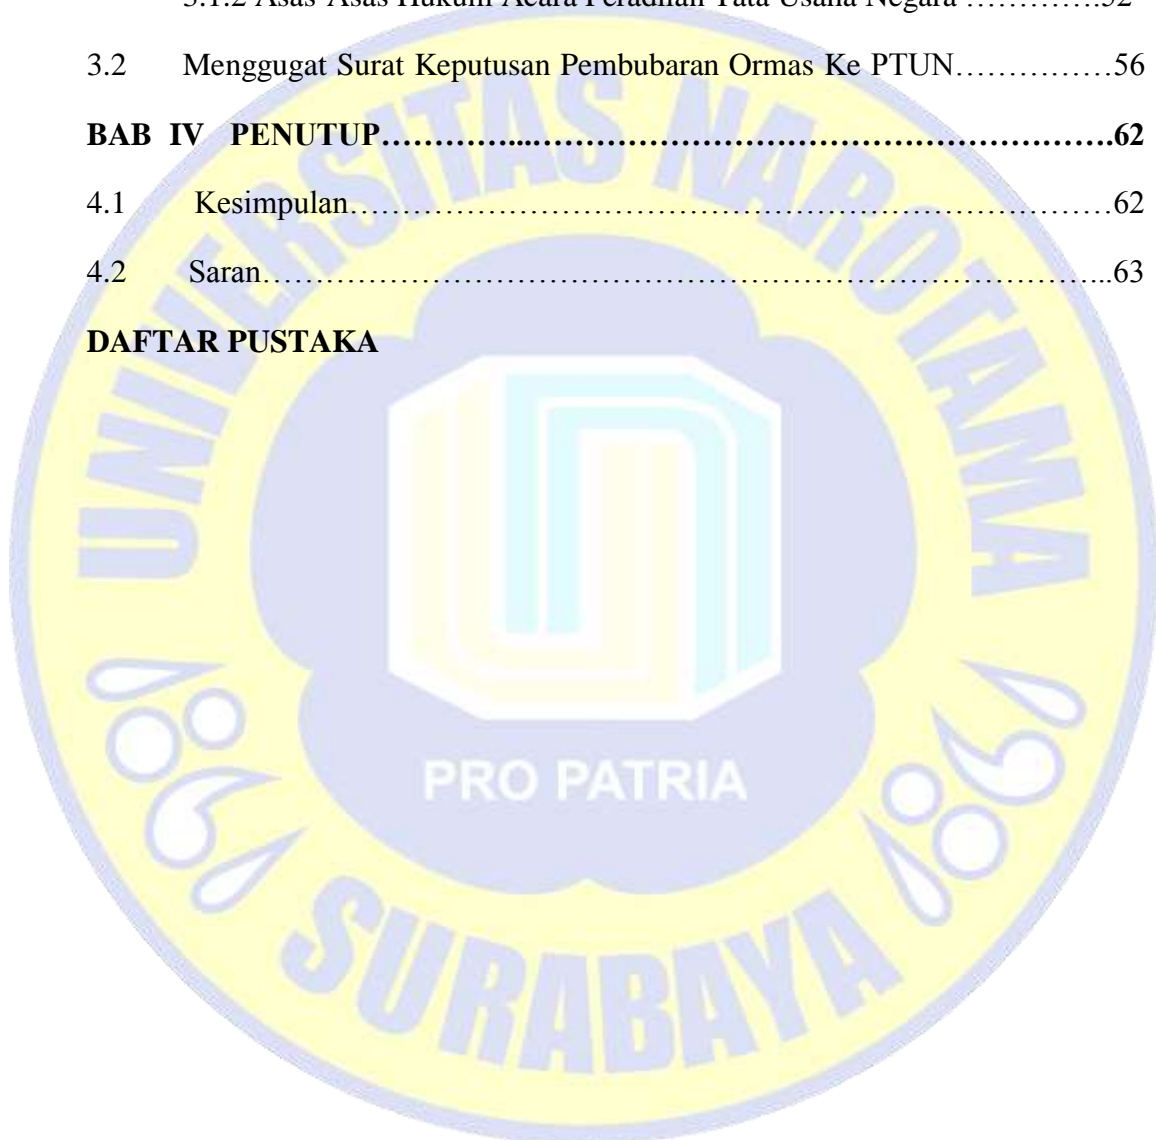 3.1.2 Asas-Asas Hukum Acara Peradilan Tata Usaha Negara ………….52
3.2 Menggugat Surat Keputusan Pembubaran Ormas Ke PTUN……………56
BAB IV PENUTUP…………....……………………………………………….62
4.1 Kesimpulan……………………………………………………………62
4.2 Saran…………………………………………………………………...63
DAFTAR PUSTAKA
UNIVERSITAS NAROTAMA
PRO PATRIA
SURABAYA